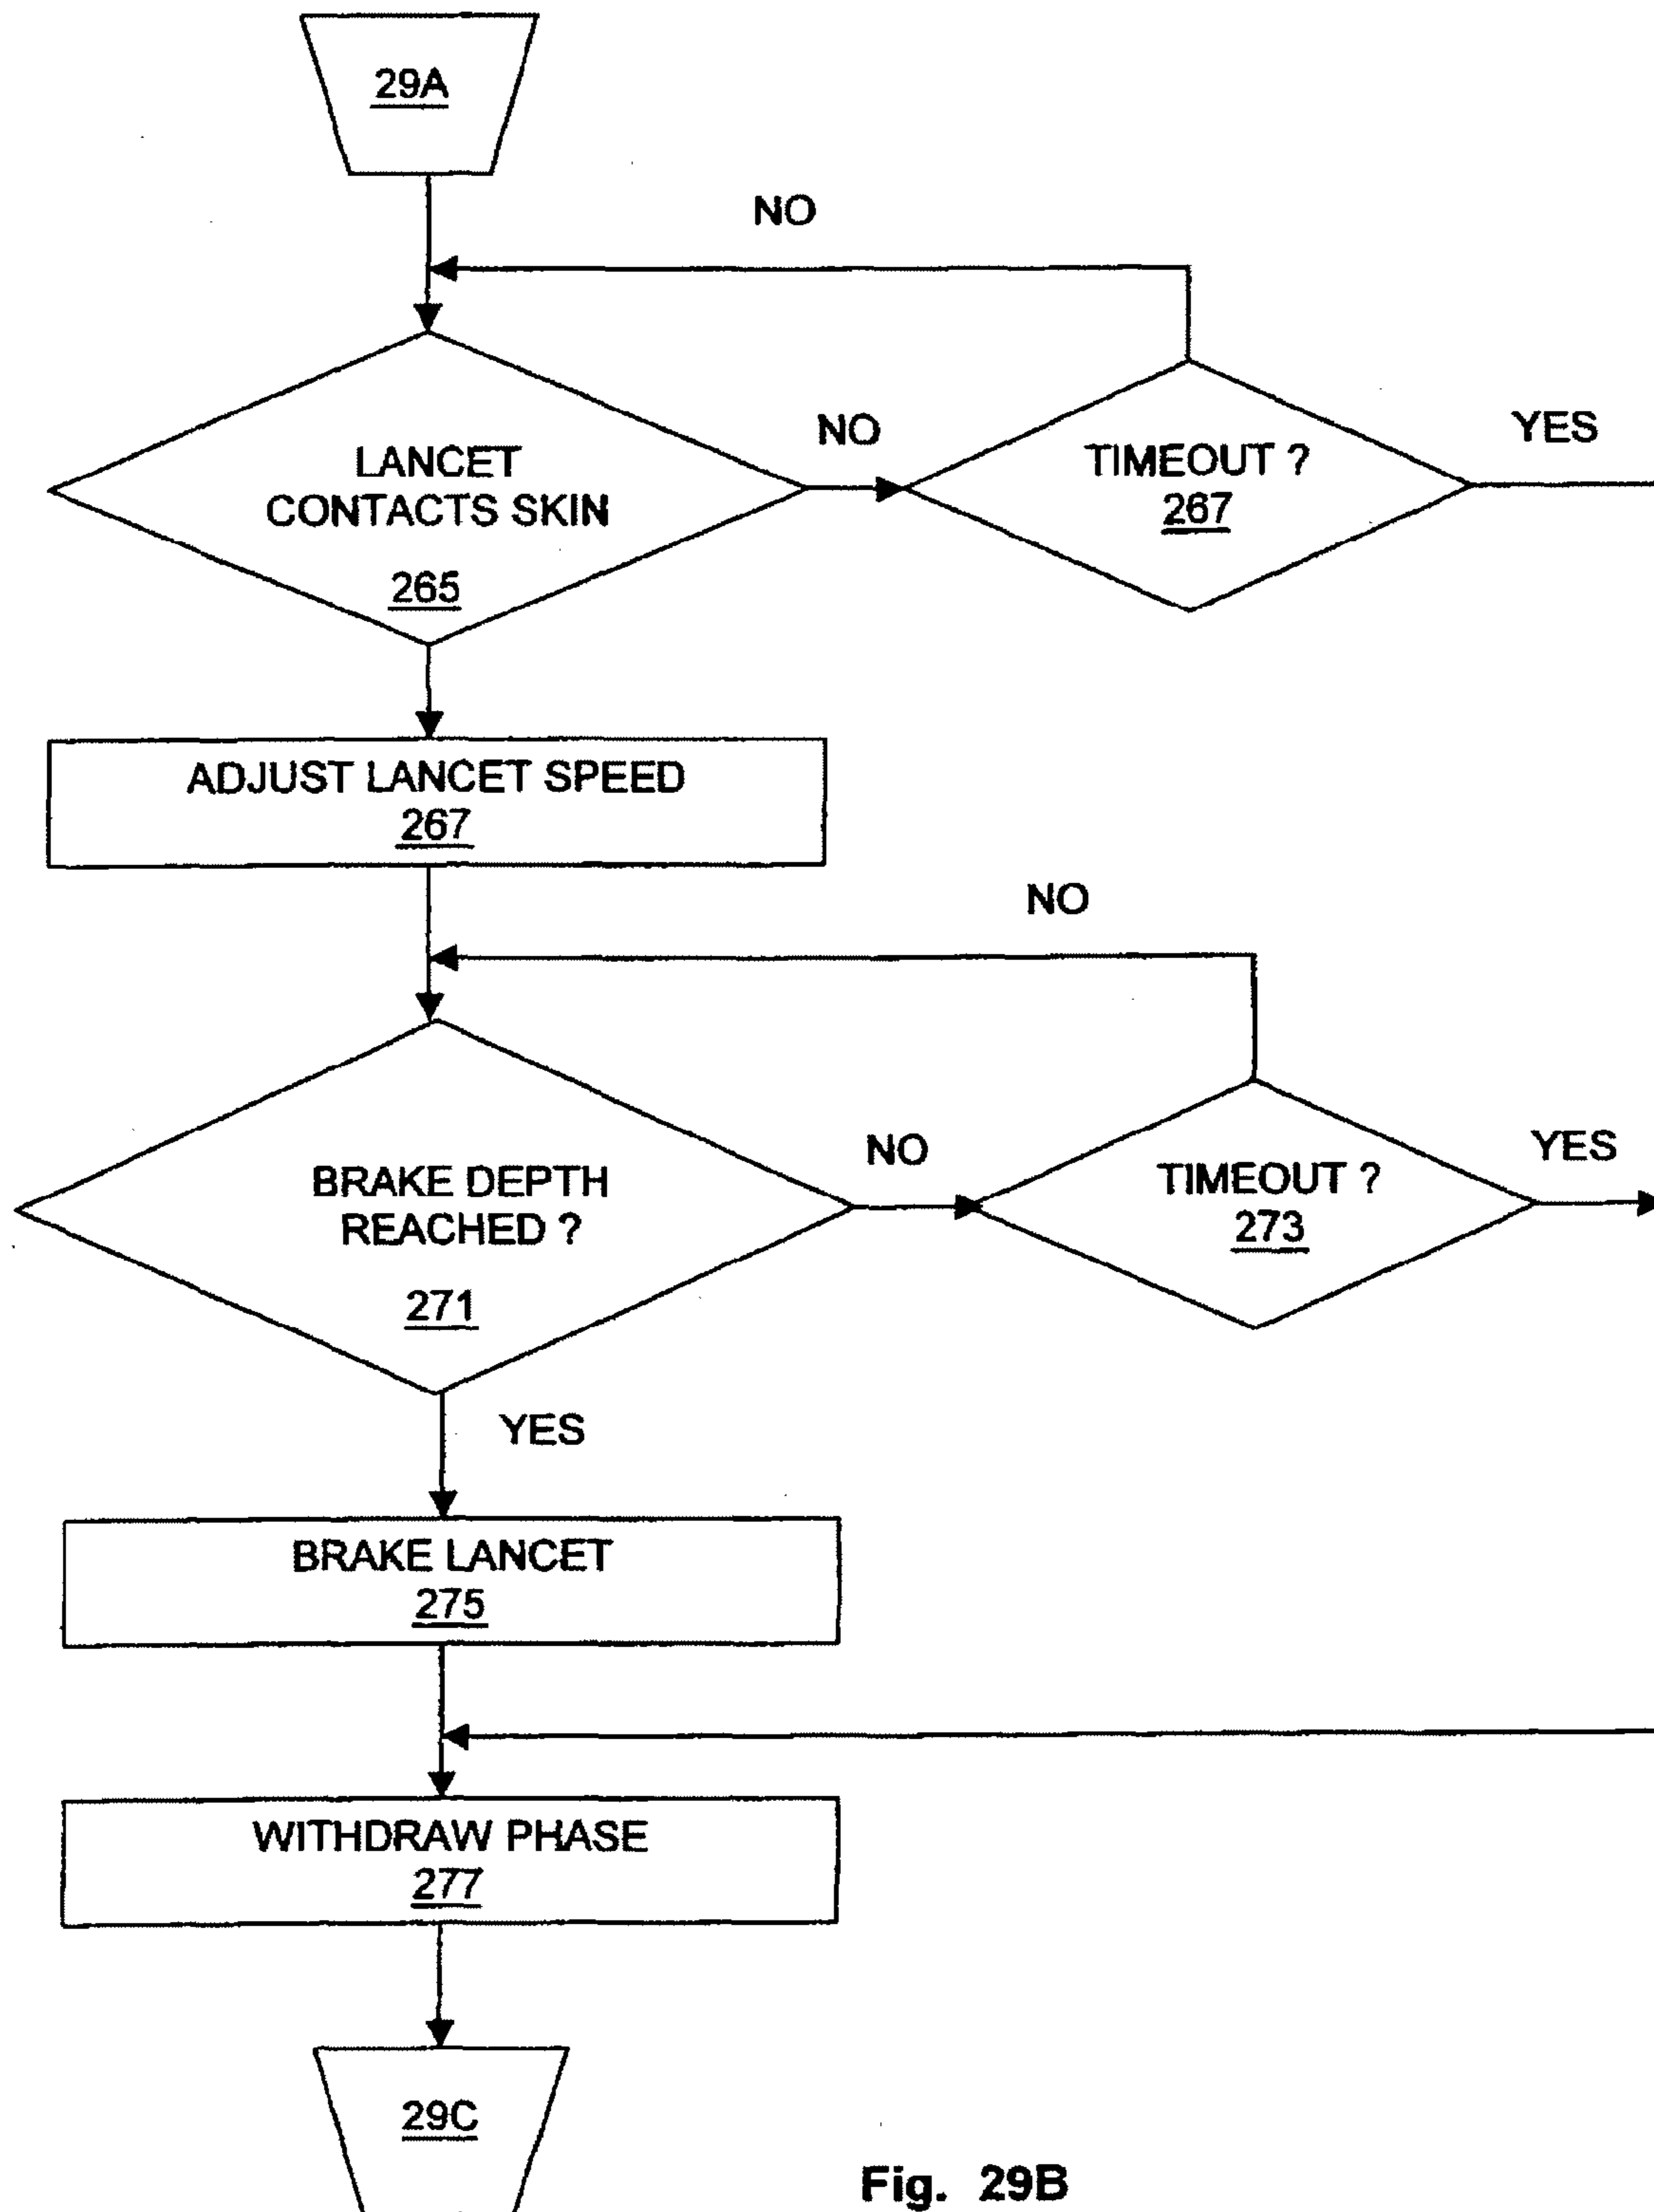 29A
NO
LANCET
CONTACTS SKIN
265
NO
TIMEOUT ?
267
YES
ADJUST LANCET SPEED
267
NO
BRAKE DEPTH
REACHED ?
271
NO
TIMEOUT ?
273
YES
YES
BRAKE LANCET
275
WITHDRAW PHASE
277
29C
Fig. 29B